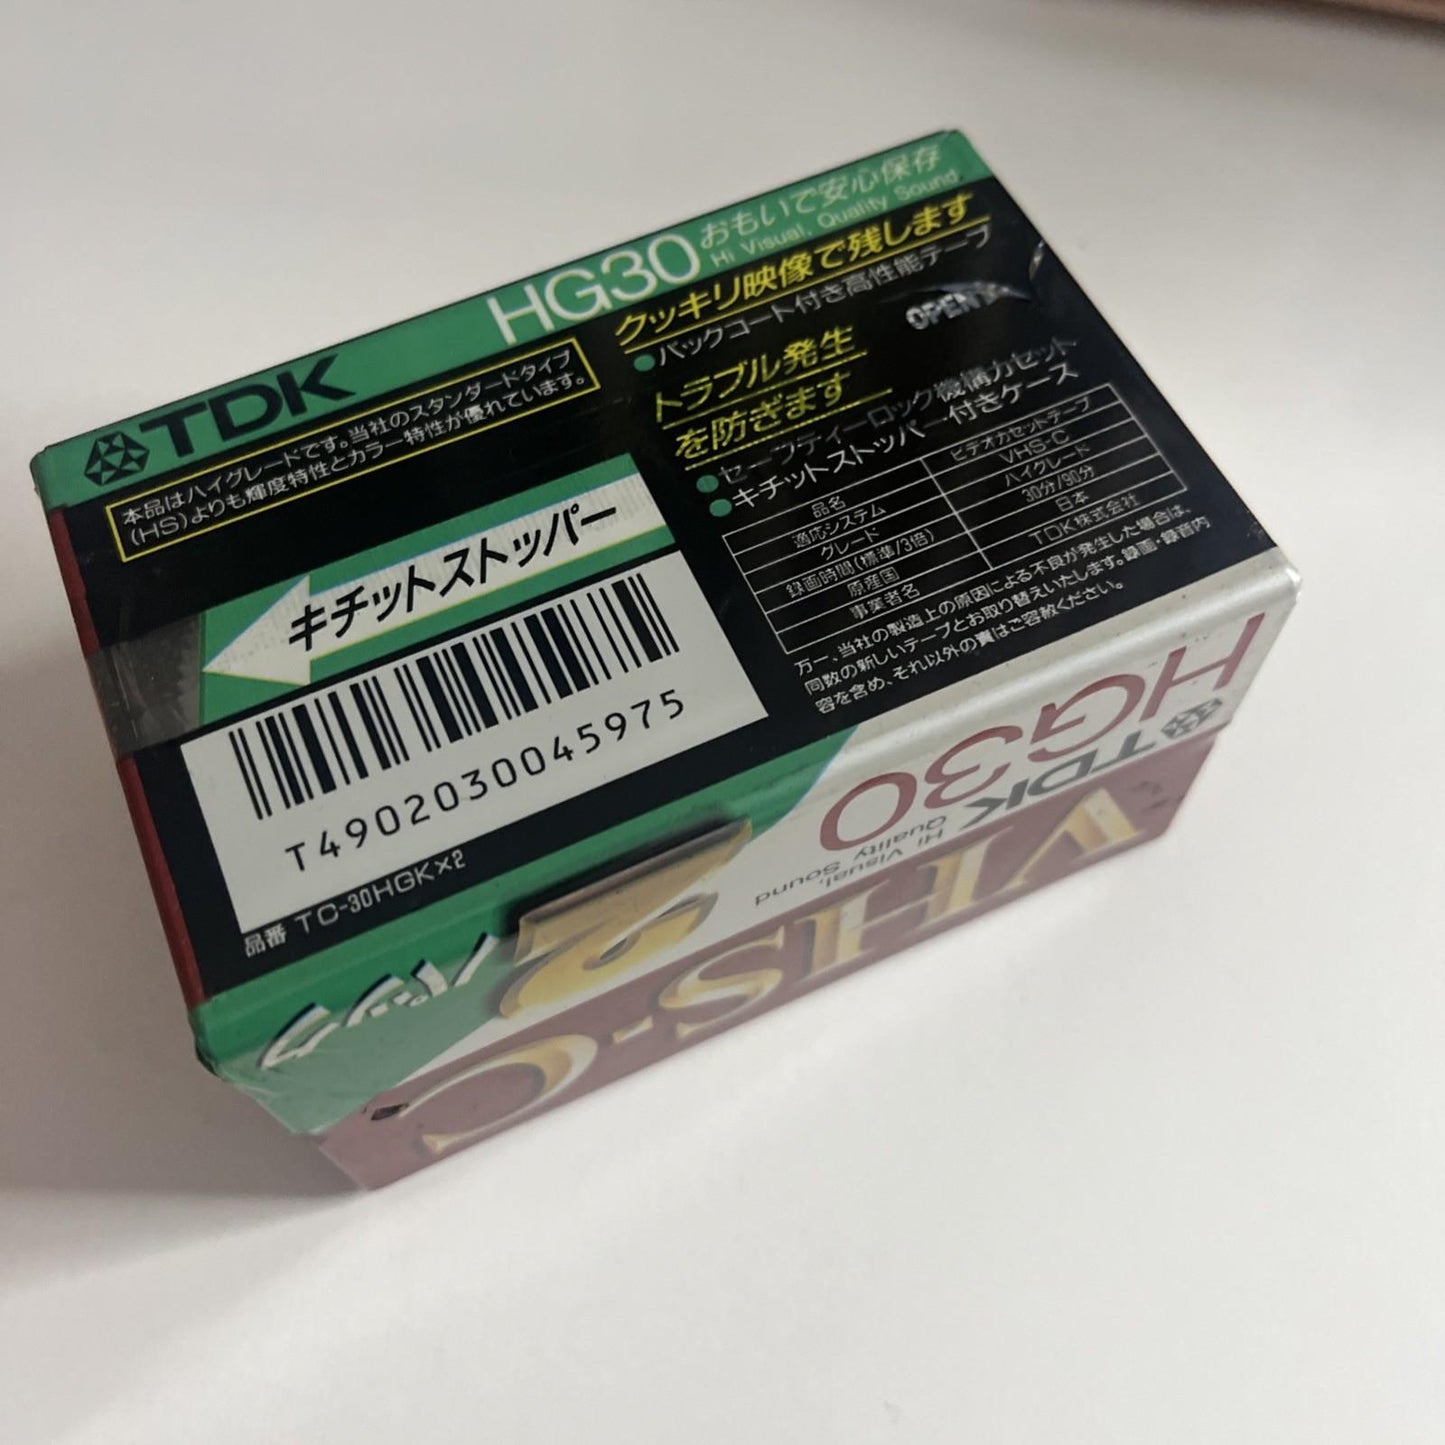 TDK HG30 おもいで安心保存
Hi Visual, Quality Sound
本品はハイグレードです。当社のスタンダードタイプ
(HS)よりも輝度特性とカラー特性が優れています。
キチットストッパー
T4902030045975
品番 TC-30HGK×2
クッキリ映像で残します
●バックコート付き高性能テープ
OPEN
トラブル発生
を防ぎます
●セーフティーロック機構カセット
●キチットストッパー付きケース
品名 ビデオカセットテープ
適応システム VHS-C
グレード ハイグレード
録画時間(標準/3倍) 30分/90分
原産国 日本
事業者名 TDK株式会社
万一、当社の製造上の原因による不良が発生した場合は、
同数の新しいテープとお取り替えいたします。録画・録音内
容を含め、それ以外の責はご容赦ください。
TDK
HG30
Hi Visual,
Quality Sound
2パック
VHS-C